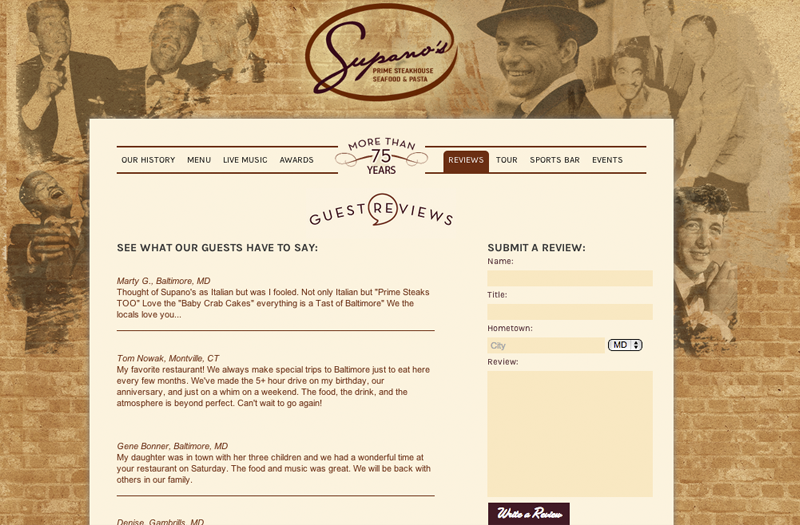 Supano's
PRIME STEAKHOUSE
SEAFOOD & PASTA
OUR HISTORY MENU LIVE MUSIC AWARDS
MORE THAN
75
YEARS
REVIEWS TOUR SPORTS BAR EVENTS
GUEST REVIEWS
SEE WHAT OUR GUESTS HAVE TO SAY:
Marty G., Baltimore, MD
Thought of Supano's as Italian but was I fooled. Not only Italian but "Prime Steaks
TOO" Love the "Baby Crab Cakes" everything is a Tast of Baltimore" We the
locals love you...
Tom Nowak, Montville, CT
My favorite restaurant! We always make special trips to Baltimore just to eat here
every few months. We've made the 5+ hour drive on my birthday, our
anniversary, and just on a whim on a weekend. The food, the drink, and the
atmosphere is beyond perfect. Can't wait to go again!
Gene Bonner, Baltimore, MD
My daughter was in town with her three children and we had a wonderful time at
your restaurant on Saturday. The food and music was great. We will be back with
others in our family.
Denise, Gambrills, MD
SUBMIT A REVIEW:
Name:
Title:
Hometown:
City MD
Review:
Write a Review